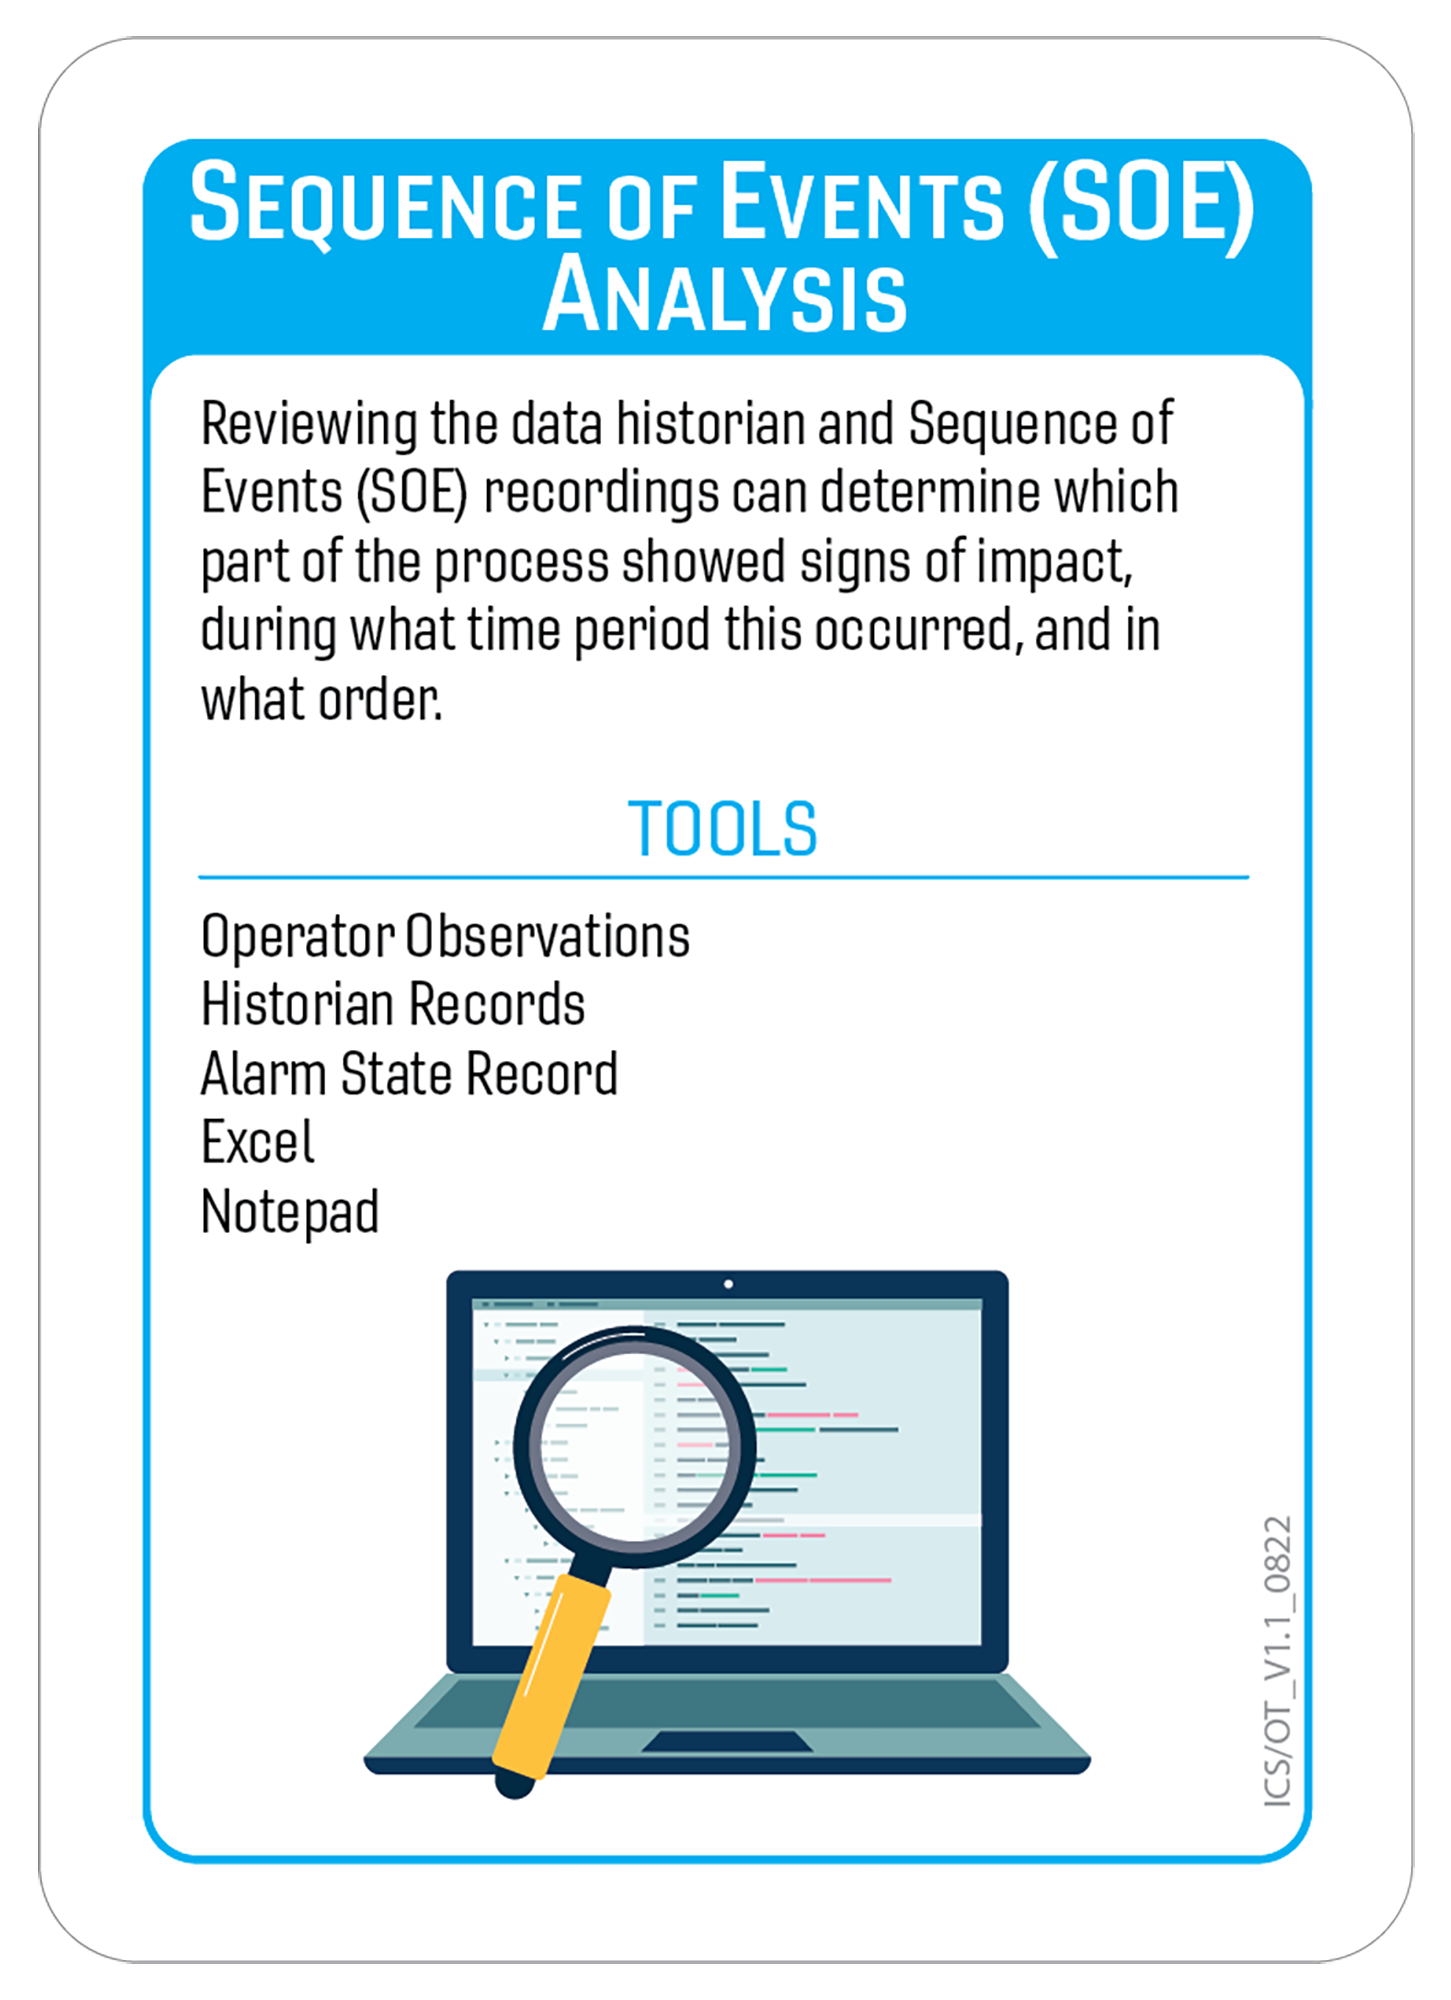 SEQUENCE OF EVENTS (SOE)
ANALYSIS
Reviewing the data historian and Sequence of
Events (SOE) recordings can determine which
part of the process showed signs of impact,
during what time period this occurred, and in
what order.
TOOLS
Operator Observations
Historian Records
Alarm State Record
Excel
Notepad
ICS/OT_V1.1_0822